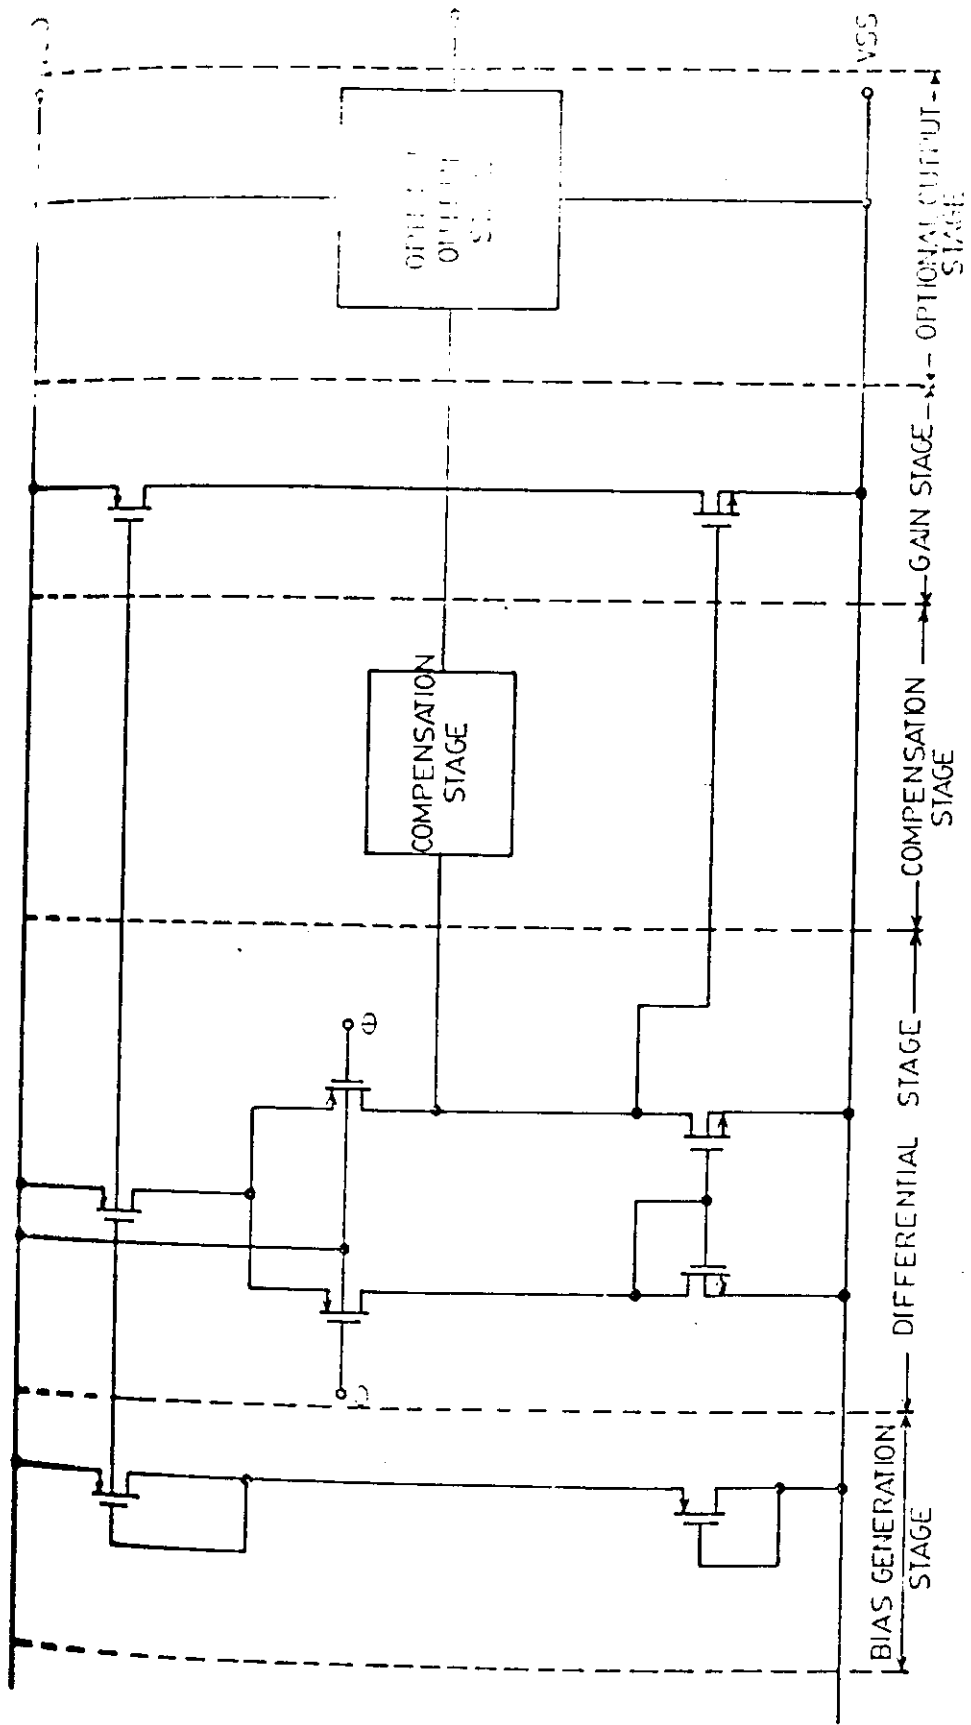 VSS
COMPENSATION
STAGE
BIAS GENERATION
STAGE
DIFFERENTIAL STAGE
COMPENSATION
STAGE
GAIN STAGE
OPTIONAL OUTPUT
STAGE